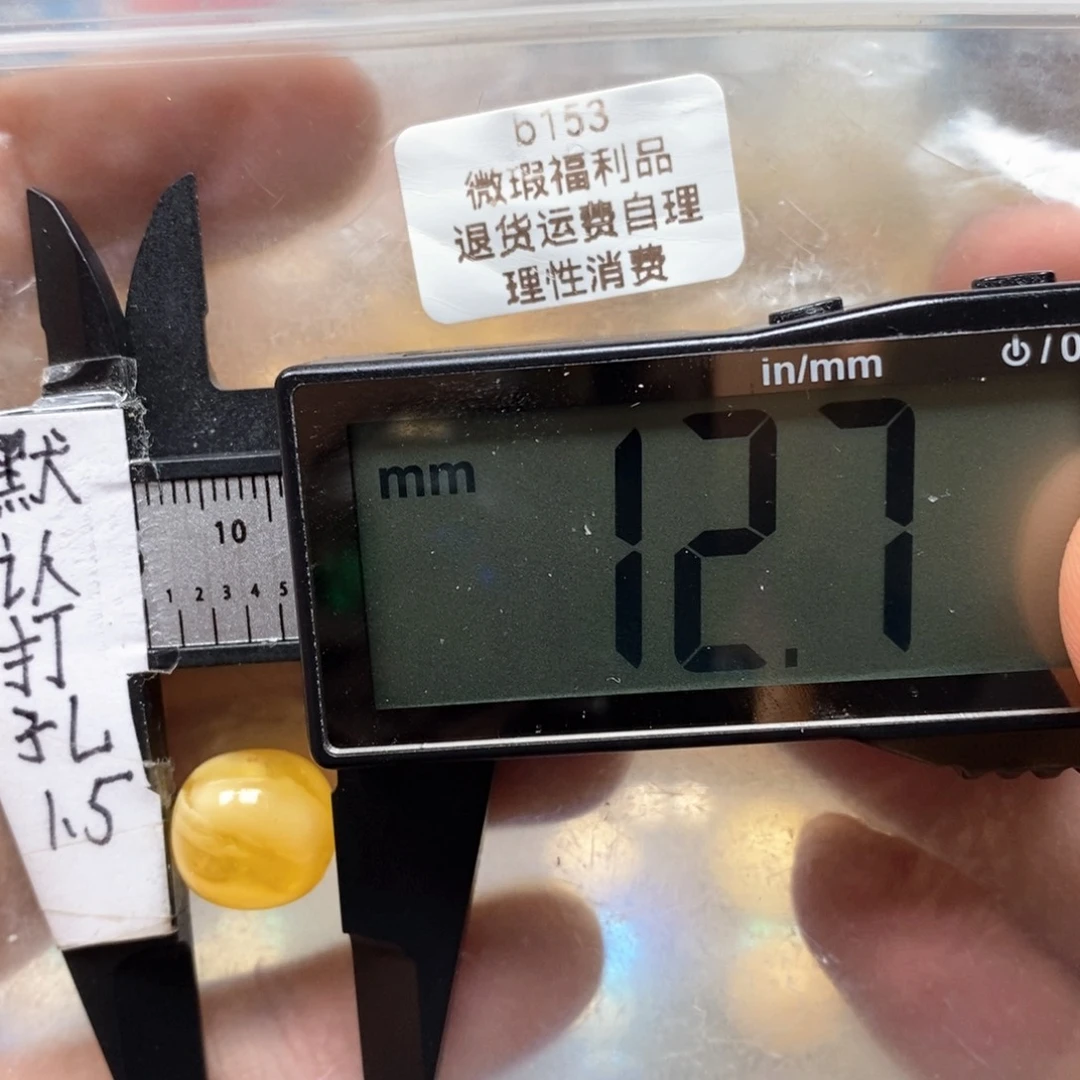 b153
微瑕福利品
退货运费自理
理性消费
in/mm
/ 0
mm
12.7
10
1 2 3 4 5
默
认
打
孔
1.5